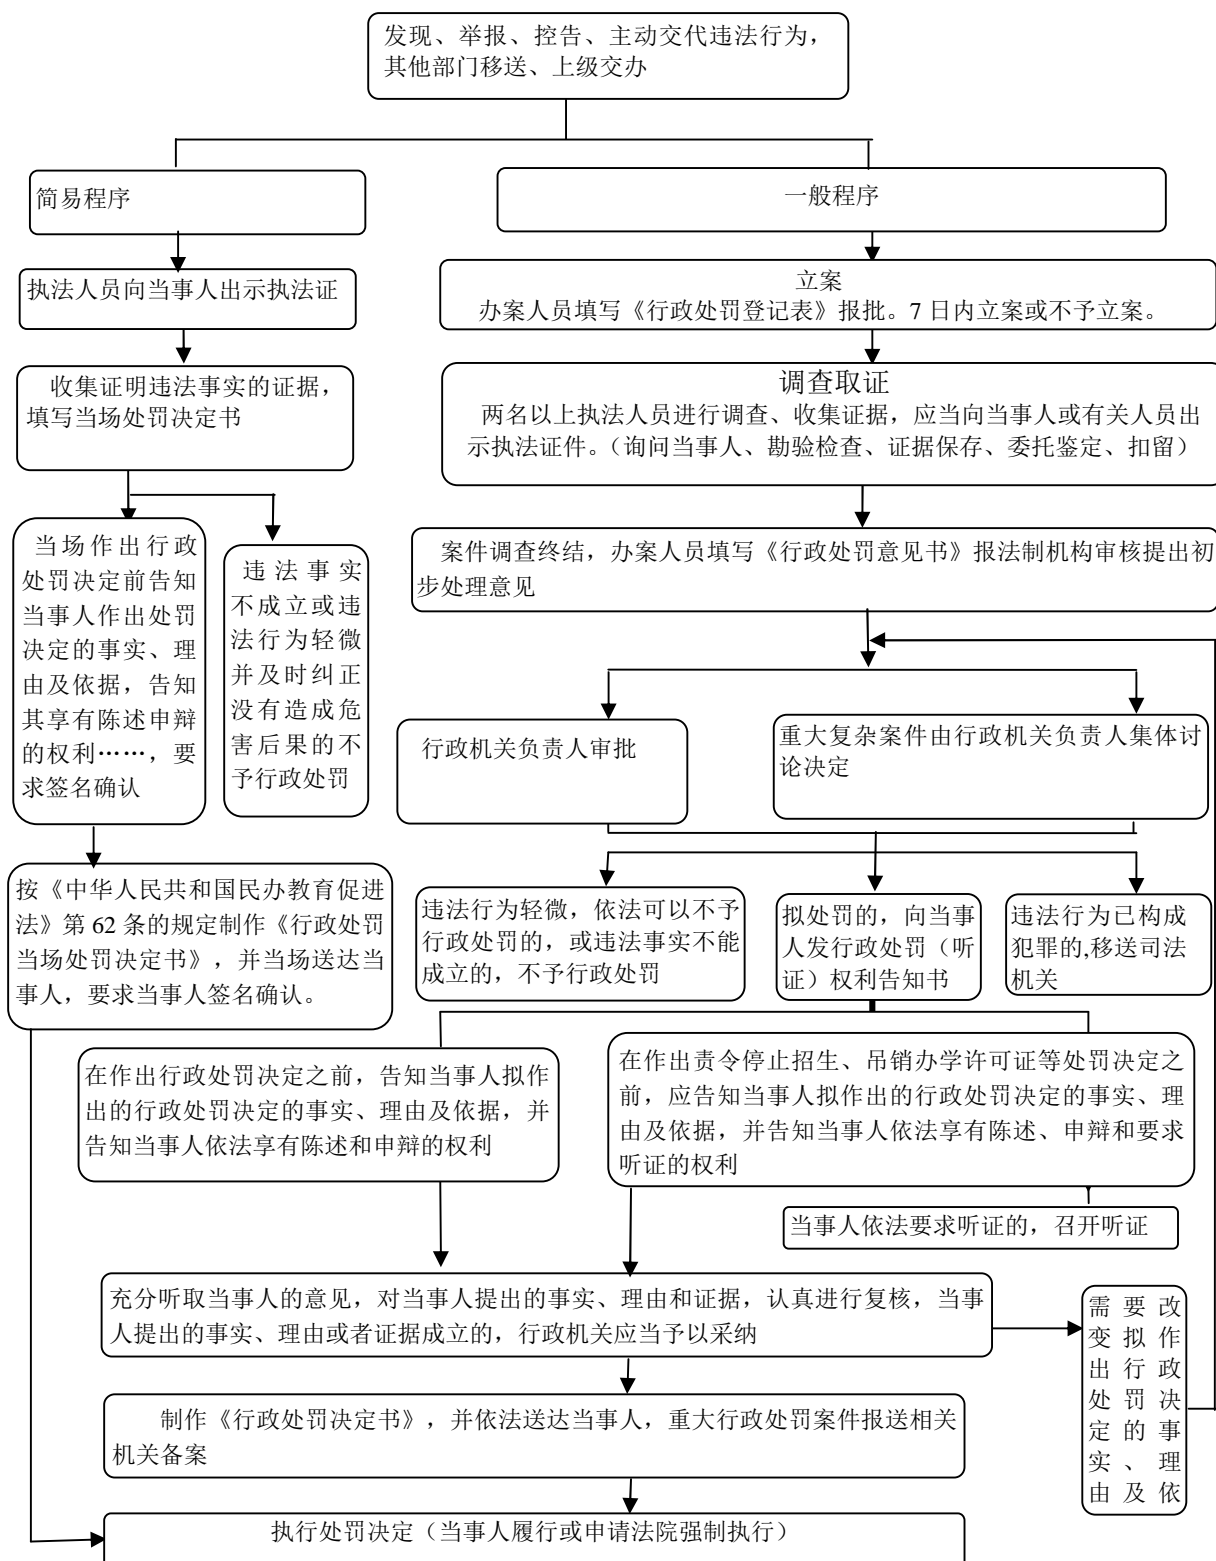 发现、举报、控告、主动交代违法行为，
其他部门移送、上级交办
简易程序
一般程序
执法人员向当事人出示执法证
立案
办案人员填写《行政处罚登记表》报批。7 日内立案或不予立案。
收集证明违法事实的证据，
填写当场处罚决定书
调查取证
两名以上执法人员进行调查、收集证据，应当向当事人或有关人员出
示执法证件。（询问当事人、勘验检查、证据保存、委托鉴定、扣留）
当场作出行政
处罚决定前告知
当事人作出处罚
决定的事实、理
由及依据，告知
其享有陈述申辩
的权利……，要
求签名确认
违法事实
不成立或违
法行为轻微
并及时纠正
没有造成危
害后果的不
予行政处罚
案件调查终结，办案人员填写《行政处罚意见书》报法制机构审核提出初
步处理意见
行政机关负责人审批
重大复杂案件由行政机关负责人集体讨
论决定
按《中华人民共和国民办教育促进
法》第 62 条的规定制作《行政处罚
当场处罚决定书》，并当场送达当
事人，要求当事人签名确认。
违法行为轻微，依法可以不予
行政处罚的，或违法事实不能
成立的，不予行政处罚
拟处罚的，向当事
人发行政处罚（听
证）权利告知书
违法行为已构成
犯罪的,移送司法
机关
在作出行政处罚决定之前，告知当事人拟作
出的行政处罚决定的事实、理由及依据，并
告知当事人依法享有陈述和申辩的权利
在作出责令停止招生、吊销办学许可证等处罚决定之
前，应告知当事人拟作出的行政处罚决定的事实、理
由及依据，并告知当事人依法享有陈述、申辩和要求
听证的权利
当事人依法要求听证的，召开听证
充分听取当事人的意见，对当事人提出的事实、理由和证据，认真进行复核，当事
人提出的事实、理由或者证据成立的，行政机关应当予以采纳
需要改
变拟作
出行政
处罚决
定的事
实、理
由及依
制作《行政处罚决定书》，并依法送达当事人，重大行政处罚案件报送相关
机关备案
执行处罚决定（当事人履行或申请法院强制执行）